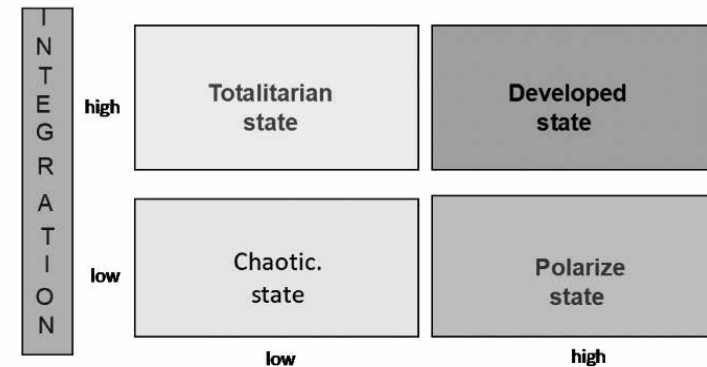 INTEGRATION
high
Totalitarian
state
Developed
state
low
Chaotic.
state
Polarize
state
low
high